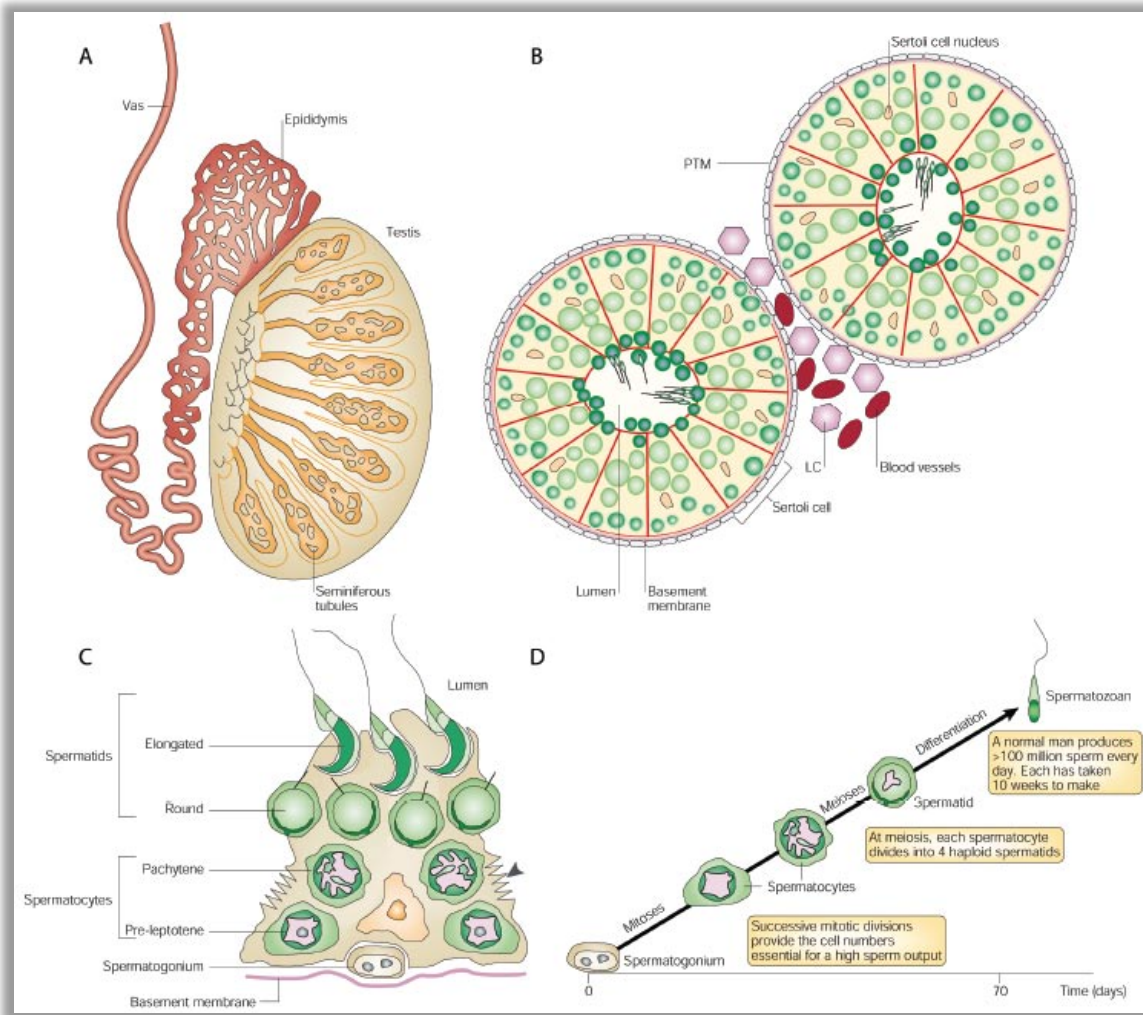 A
Vas
Epididymis
Testis
Seminiferous
tubules
B
Sertoli cell nucleus
PTM
LC
Blood vessels
Sertoli cell
Lumen
Basement
membrane
C
Lumen
Spermatids
Elongated
Round
Spermatocytes
Pachytene
Pre-leptotene
Spermatogonium
Basement membrane
D
Spermatozoan
Differentiation
A normal man produces
>100 million sperm every
day. Each has taken
10 weeks to make
Meioses
Spermatid
At meiosis, each spermatocyte
divides into 4 haploid spermatids
Spermatocytes
Mitoses
Successive mitotic divisions
provide the cell numbers
essential for a high sperm output
Spermatogonium
0
70
Time (days)